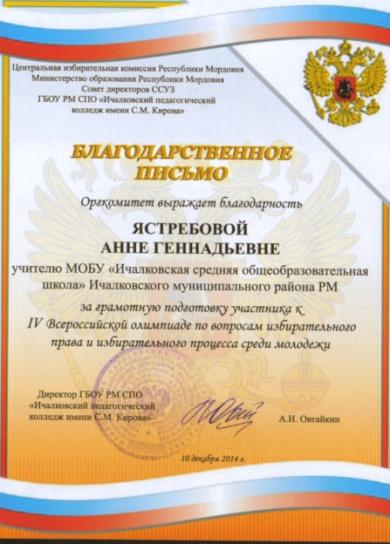 Центральная избирательная комиссия Республики Мордовия
Министерство образования Республики Мордовия
Совет директоров ССУЗ
ГБОУ РМ СПО «Ичалковский педагогический
колледж имени С.М. Кирова»
БЛАГОДАРСТВЕННОЕ
ПИСЬМО
Оргкомитет выражает благодарность
ЯСТРЕБОВОЙ
АННЕ ГЕННАДЬЕВНЕ
учителю МОБУ «Ичалковская средняя общеобразовательная
школа» Ичалковского муниципального района РМ
за грамотную подготовку участника к
IV Всероссийской олимпиаде по вопросам избирательного
права и избирательного процесса среди молодежи
Директор ГБОУ РМ СПО
«Ичалковский педагогический
колледж имени С.М. Кирова»
А.И. Овтайкин
10 декабря 2014 г.